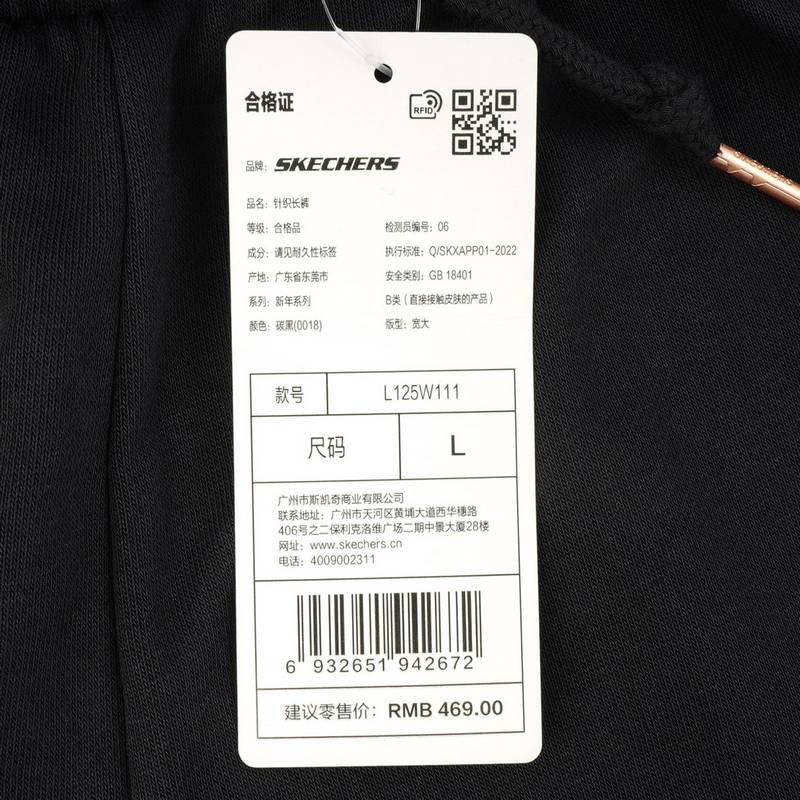 合格证
RFID
品牌: SKECHERS
品名: 针织长裤
等级: 合格品 检测员编号: 06
成分: 请见耐久性标签 执行标准: Q/SKXAPP01-2022
产地: 广东省东莞市 安全类别: GB 18401
系列: 新年系列 B类（直接接触皮肤的产品）
颜色: 碳黑(0018) 版型: 宽大
款号 L125W111
尺码 L
广州市斯凯奇商业有限公司
联系地址: 广州市天河区黄埔大道西华穗路
406号之二保利克洛维广场二期中景大厦28楼
网址: www.skechers.cn
电话: 4009002311
6 932651 942672
建议零售价: RMB 469.00